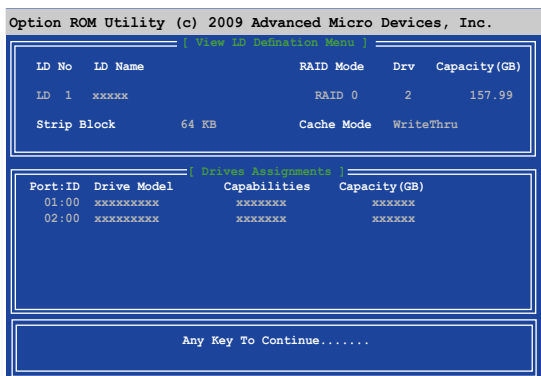 Option ROM Utility (c) 2009 Advanced Micro Devices, Inc.
[ View LD Defination Menu ]
LD No LD Name RAID Mode Drv Capacity(GB)
LD 1 xxxxx RAID 0 2 157.99
Strip Block 64 KB Cache Mode WriteThru
[ Drives Assignments ]
Port:ID Drive Model Capabilities Capacity(GB)
01:00 xxxxxxxxx xxxxxxx xxxxxx
02:00 xxxxxxxxx xxxxxxx xxxxxx
Any Key To Continue.......